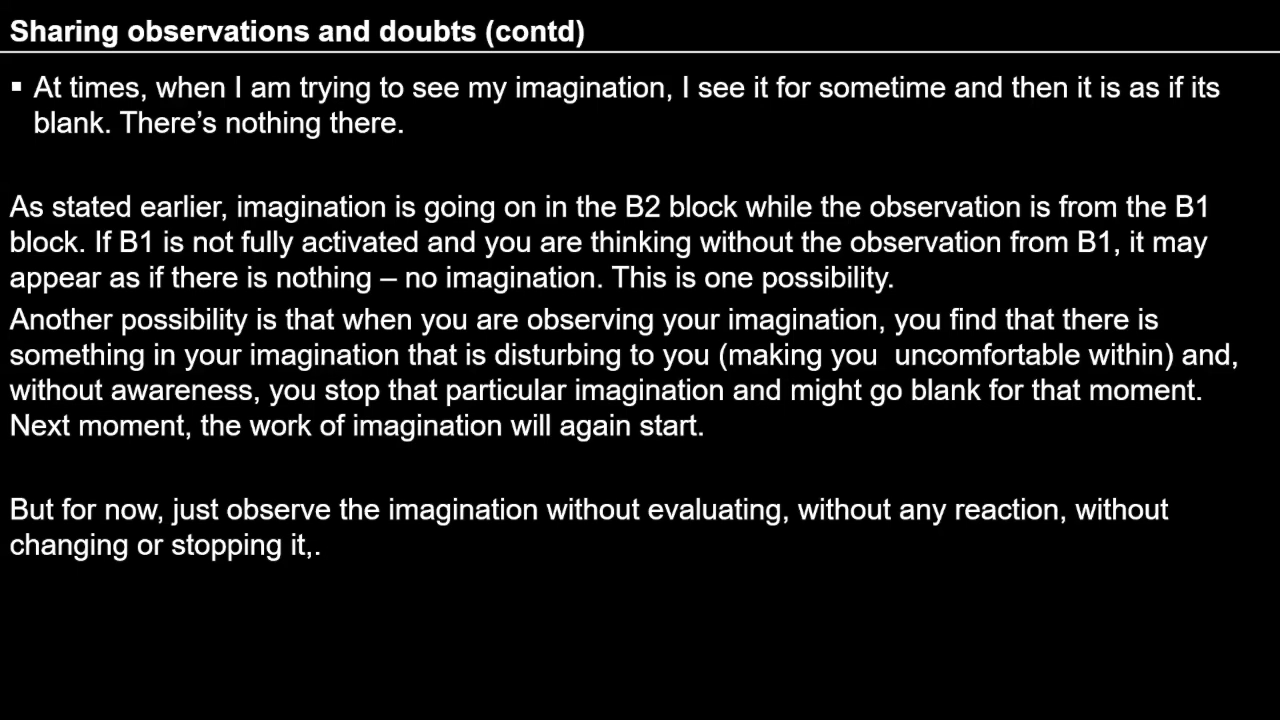 Sharing observations and doubts (contd)
▪ At times, when I am trying to see my imagination, I see it for sometime and then it is as if its
blank. There’s nothing there.
As stated earlier, imagination is going on in the B2 block while the observation is from the B1
block. If B1 is not fully activated and you are thinking without the observation from B1, it may
appear as if there is nothing – no imagination. This is one possibility.
Another possibility is that when you are observing your imagination, you find that there is
something in your imagination that is disturbing to you (making you  uncomfortable within) and,
without awareness, you stop that particular imagination and might go blank for that moment.
Next moment, the work of imagination will again start.
But for now, just observe the imagination without evaluating, without any reaction, without
changing or stopping it,.